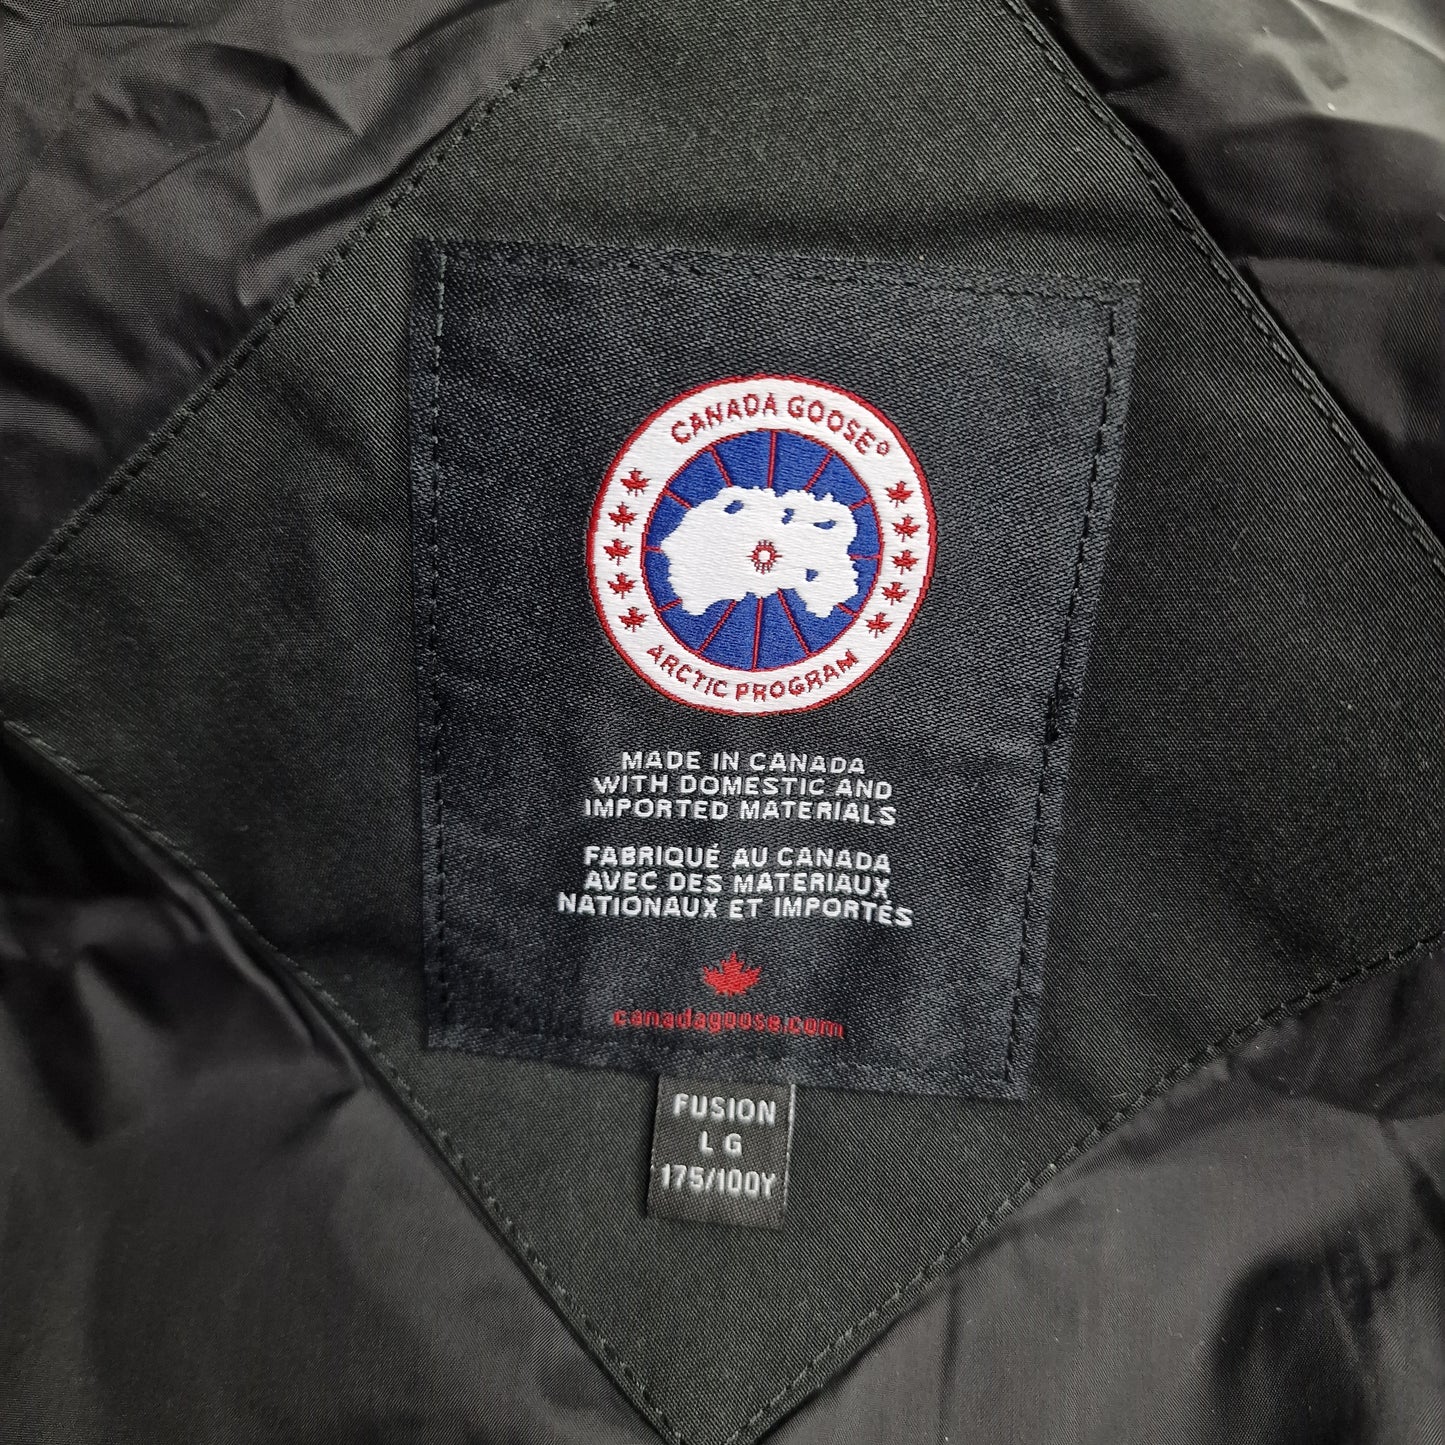 CANADA GOOSE®
ARCTIC PROGRAM
MADE IN CANADA
WITH DOMESTIC AND
IMPORTED MATERIALS
FABRIQUÉ AU CANADA
AVEC DES MATERIAUX
NATIONAUX ET IMPORTÉS
canadagoose.com
FUSION
LG
175/100Y